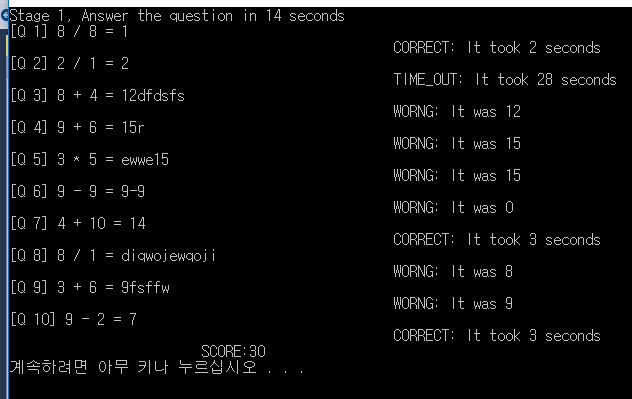 Stage 1, Answer the question in 14 seconds
[Q 1] 8 / 8 = 1
CORRECT: It took 2 seconds
[Q 2] 2 / 1 = 2
TIME_OUT: It took 28 seconds
[Q 3] 8 + 4 = 12dfdsfs
WORNG: It was 12
[Q 4] 9 + 6 = 15r
WORNG: It was 15
[Q 5] 3 * 5 = ewwe15
WORNG: It was 15
[Q 6] 9 - 9 = 9-9
WORNG: It was 0
[Q 7] 4 + 10 = 14
CORRECT: It took 3 seconds
[Q 8] 8 / 1 = diqwojewqoji
WORNG: It was 8
[Q 9] 3 + 6 = 9fsffw
WORNG: It was 9
[Q 10] 9 - 2 = 7
CORRECT: It took 3 seconds
SCORE:30
계속하려면 아무 키나 누르십시오 . . .